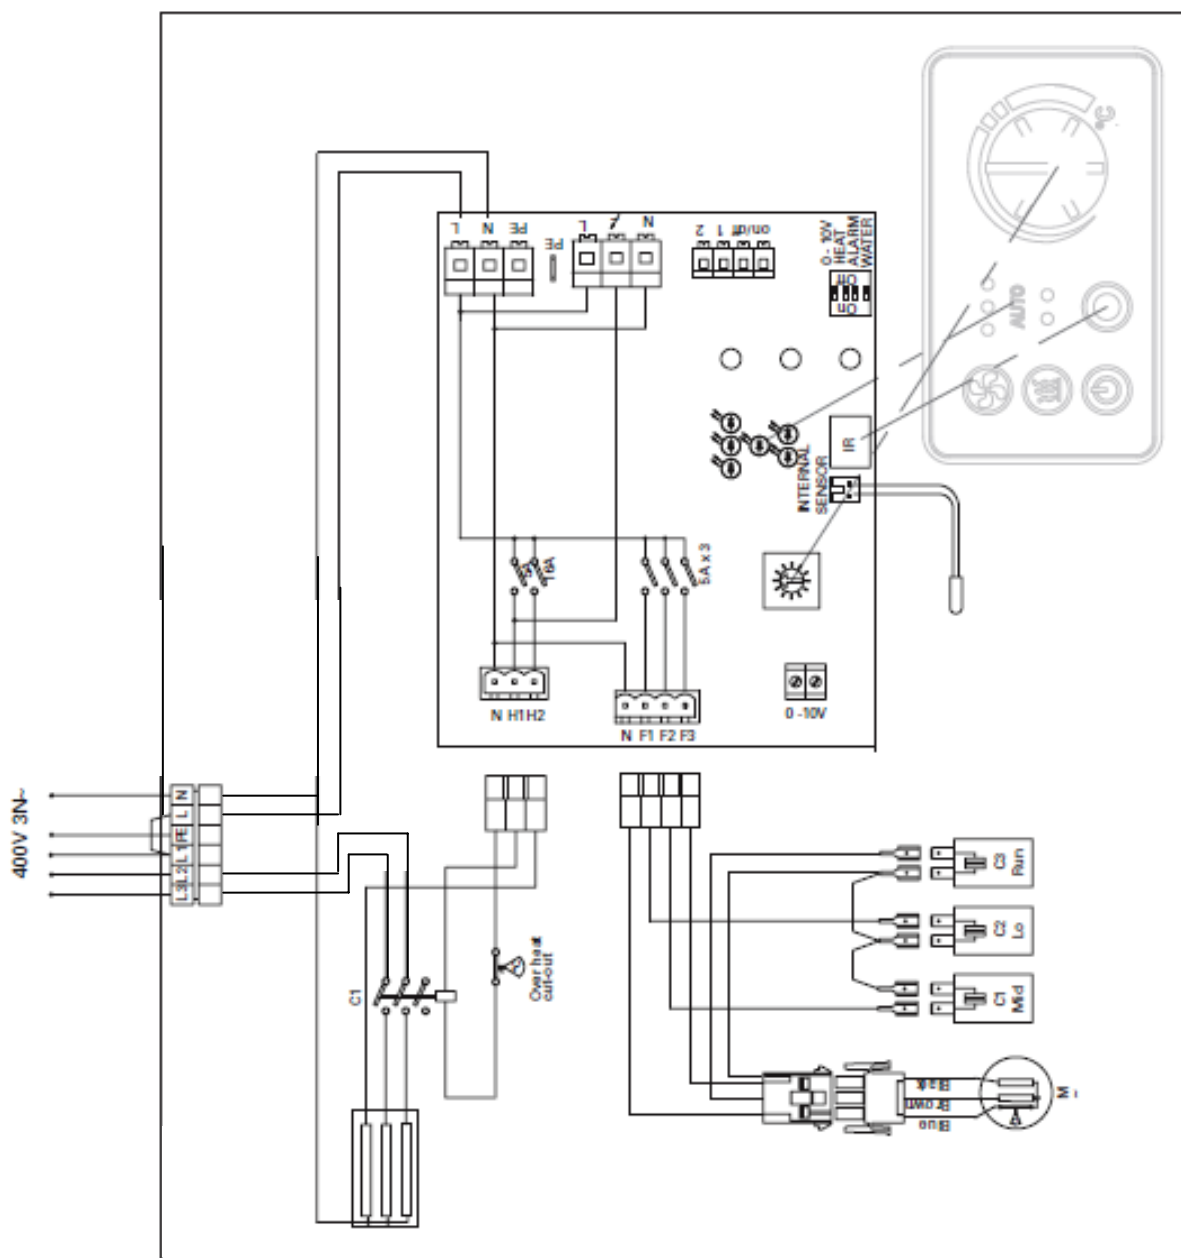 °C
AUTO
L
N
PE
PE
L
N
2
1
on/off
0 - 10V
HEAT
ALARM
WATER
Off
On
IR
INTERNAL
SENSOR
16A
5A x 3
N H1 H2
N F1 F2 F3
0 -10V
400V 3N~
N
L
PE
L1
L2
L3
C1
Over heat
cut-out
C3
Run
C2
Lo
C1
Mid
Black
Brown
Blue
M
~